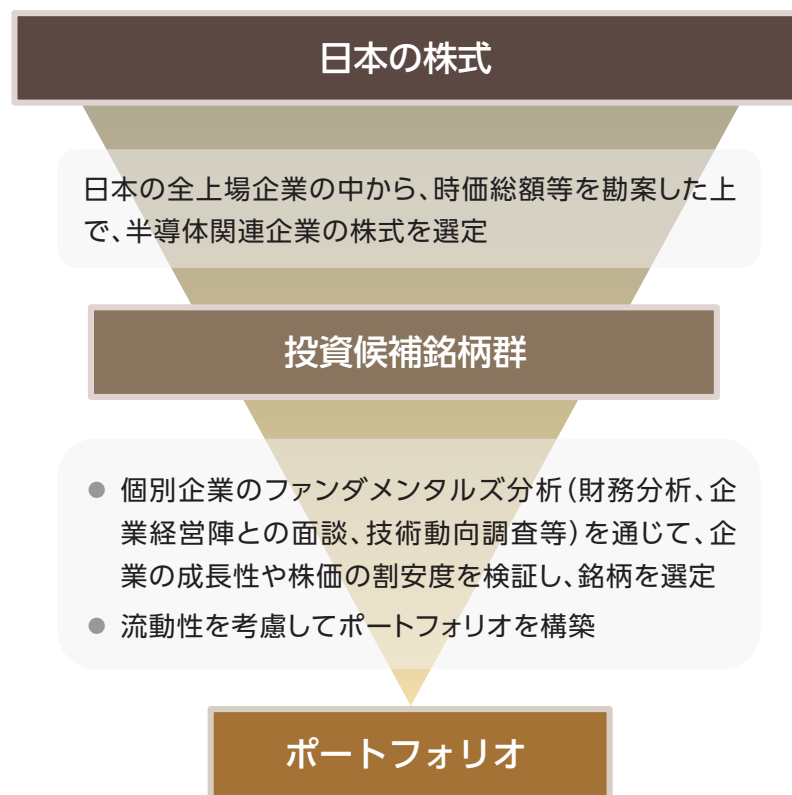 日本の株式
日本の全上場企業の中から、時価総額等を勘案した上
で、半導体関連企業の株式を選定
投資候補銘柄群
● 個別企業のファンダメンタルズ分析(財務分析、企
業経営陣との面談、技術動向調査等)を通じて、企
業の成長性や株価の割安度を検証し、銘柄を選定
● 流動性を考慮してポートフォリオを構築
ポートフォリオ